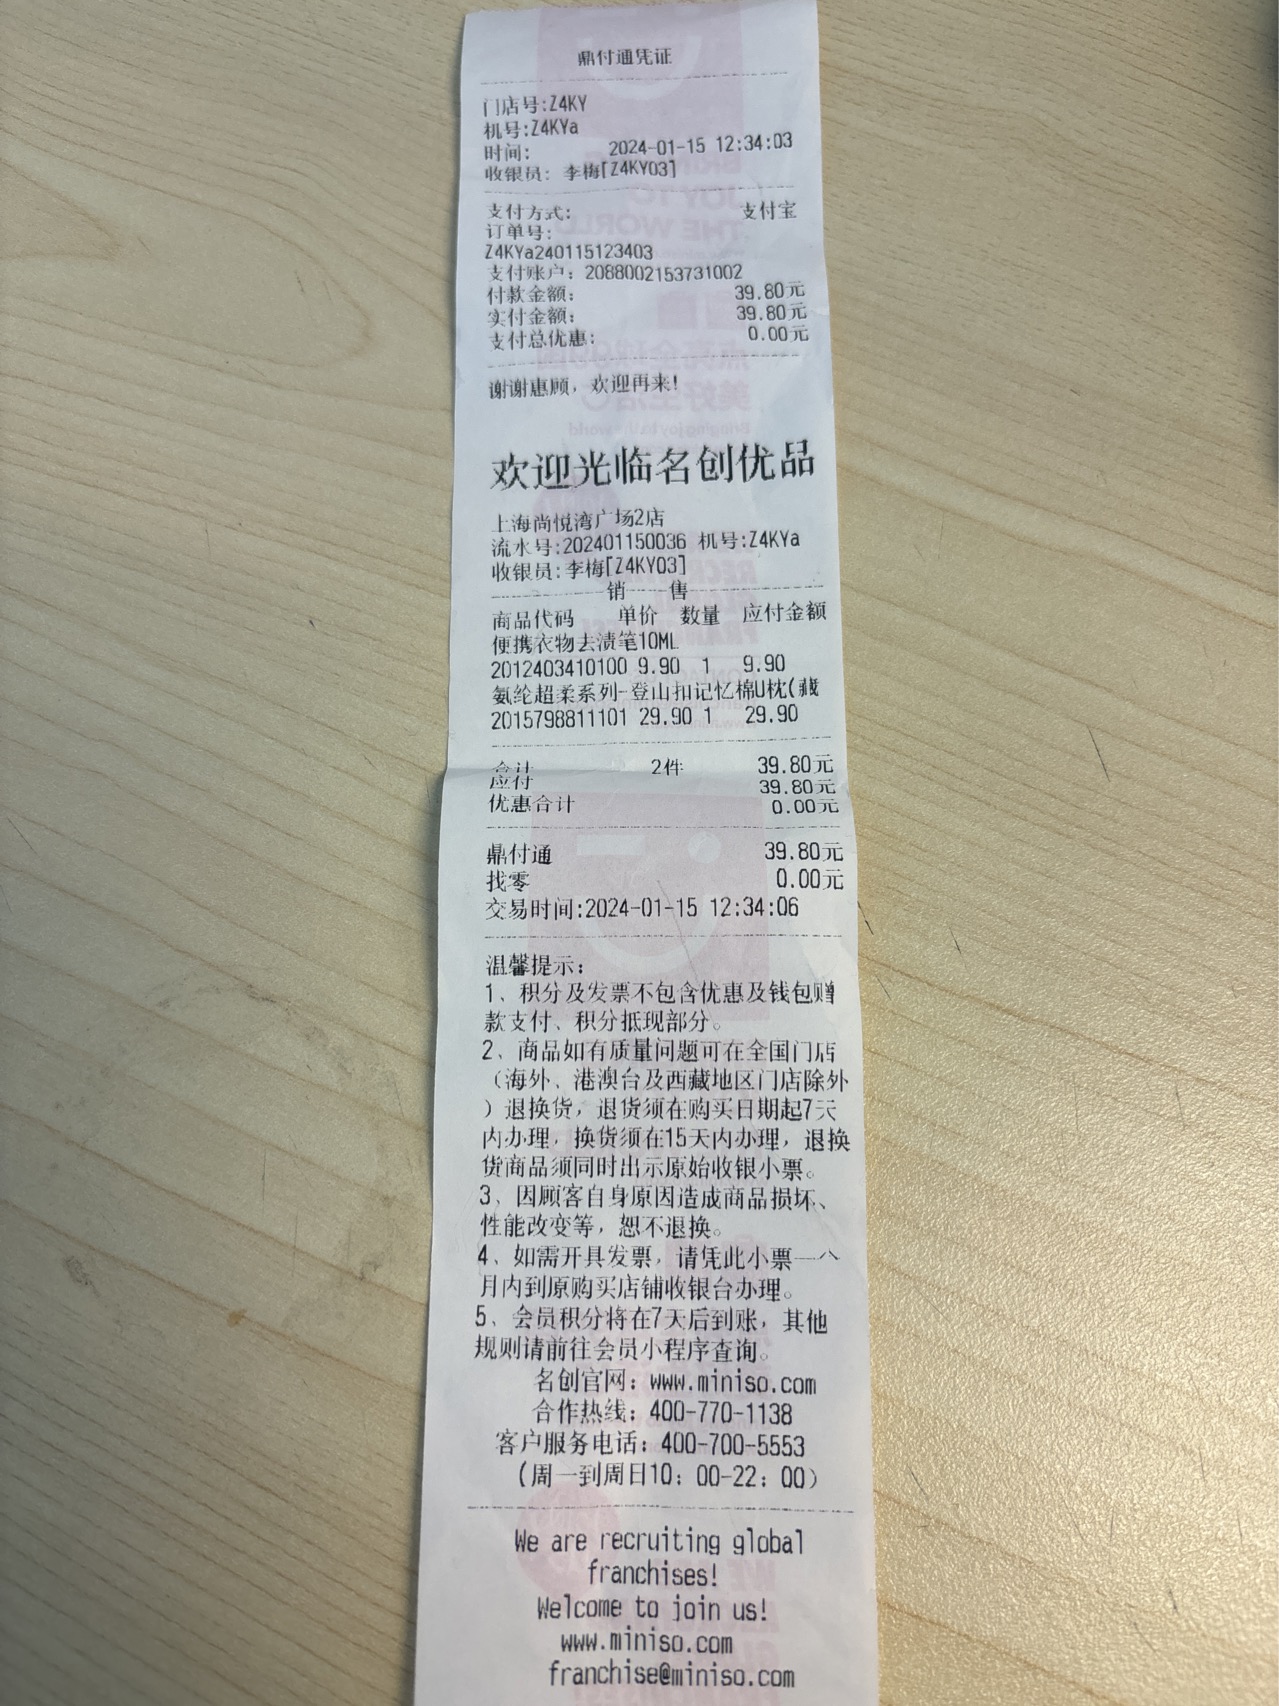 鼎付通凭证
门店号:Z4KY
机号:Z4KYa
时间: 2024-01-15 12:34:03
收银员: 李梅[Z4KY03]
支付方式: 支付宝
订单号:
Z4KYa240115123403
支付账户: 2088002153731002
付款金额: 39.80元
实付金额: 39.80元
支付总优惠: 0.00元
谢谢惠顾，欢迎再来!
欢迎光临名创优品
上海尚悦湾广场2店
流水号:202401150036 机号:Z4KYa
收银员:李梅[Z4KY03]
销 售
商品代码 单价 数量 应付金额
便携衣物去渍笔10ML
2012403410100 9.90 1 9.90
氨纶超柔系列-登山扣记忆棉U枕(藏
2015798811101 29.90 1 29.90
合计 2件 39.80元
应付 39.80元
优惠合计 0.00元
鼎付通 39.80元
找零 0.00元
交易时间:2024-01-15 12:34:06
温馨提示:
1、积分及发票不包含优惠及钱包赠
款支付、积分抵现部分。
2、商品如有质量问题可在全国门店
（海外、港澳台及西藏地区门店除外
）退换货，退货须在购买日期起7天
内办理，换货须在15天内办理，退换
货商品须同时出示原始收银小票。
3、因顾客自身原因造成商品损坏、
性能改变等，恕不退换。
4、如需开具发票，请凭此小票一个
月内到原购买店铺收银台办理。
5、会员积分将在7天后到账，其他
规则请前往会员小程序查询。
名创官网: www.miniso.com
合作热线: 400-770-1138
客户服务电话: 400-700-5553
(周一到周日10: 00-22: 00)
We are recruiting global
franchises!
Welcome to join us!
www.miniso.com
franchise@miniso.com